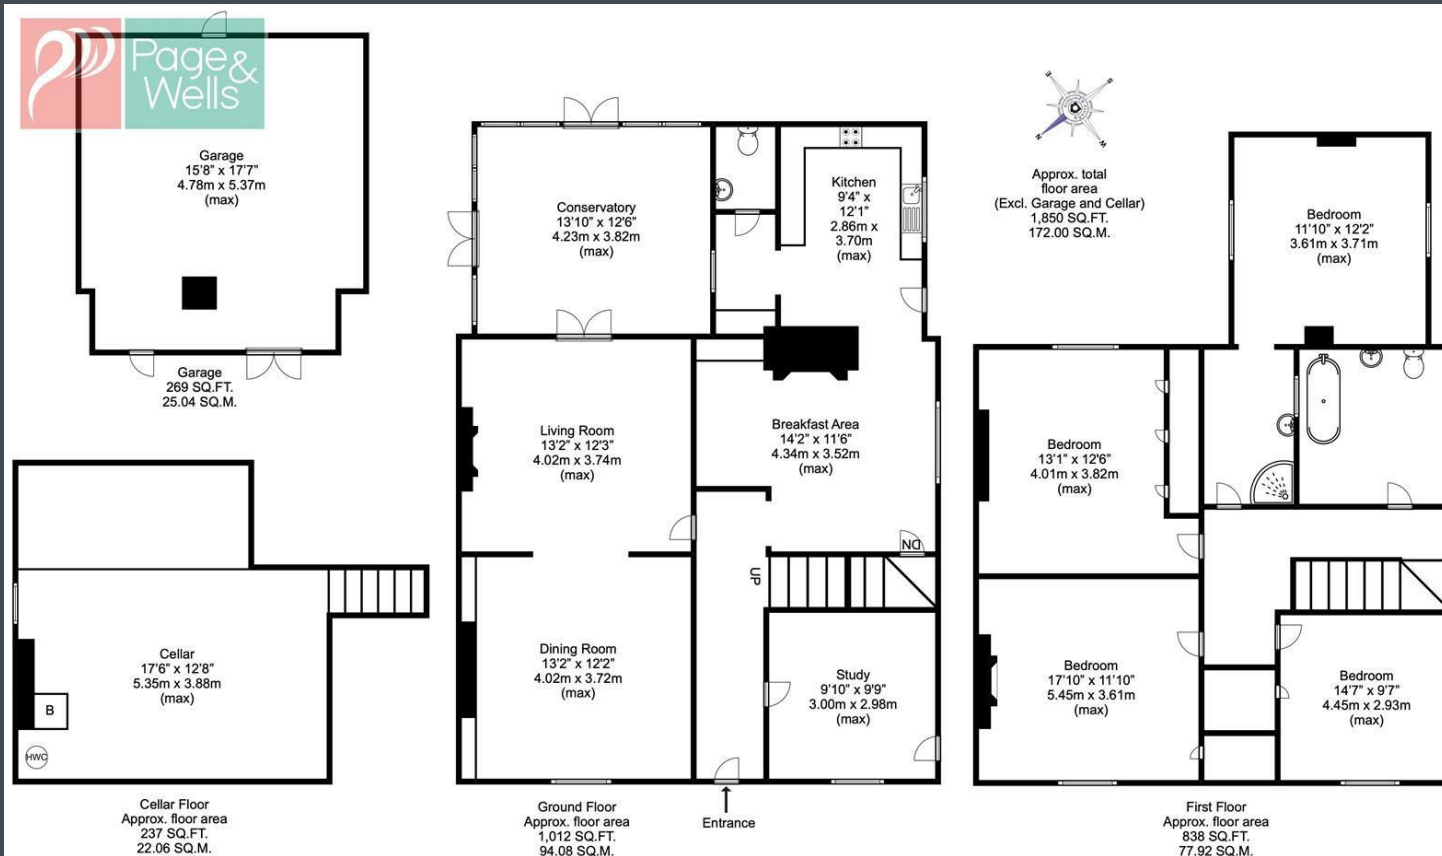 Page&
Wells
Garage
15'8" x 17'7"
4.78m x 5.37m
(max)
Garage
269 SQ.FT.
25.04 SQ.M.
Cellar
17'6" x 12'8"
5.35m x 3.88m
(max)
B
HWC
Cellar Floor
Approx. floor area
237 SQ.FT.
22.06 SQ.M.
Conservatory
13'10" x 12'6"
4.23m x 3.82m
(max)
Kitchen
9'4" x
12'1"
2.86m x
3.70m
(max)
Living Room
13'2" x 12'3"
4.02m x 3.74m
(max)
Breakfast Area
14'2" x 11'6"
4.34m x 3.52m
(max)
DN
UP
Dining Room
13'2" x 12'2"
4.02m x 3.72m
(max)
Study
9'10" x 9'9"
3.00m x 2.98m
(max)
Ground Floor
Approx. floor area
1,012 SQ.FT.
94.08 SQ.M.
Entrance
E
S
N
W
Approx. total
floor area
(Excl. Garage and Cellar)
1,850 SQ.FT.
172.00 SQ.M.
Bedroom
11'10" x 12'2"
3.61m x 3.71m
(max)
Bedroom
13'1" x 12'6"
4.01m x 3.82m
(max)
Bedroom
17'10" x 11'10"
5.45m x 3.61m
(max)
Bedroom
14'7" x 9'7"
4.45m x 2.93m
(max)
First Floor
Approx. floor area
838 SQ.FT.
77.92 SQ.M.